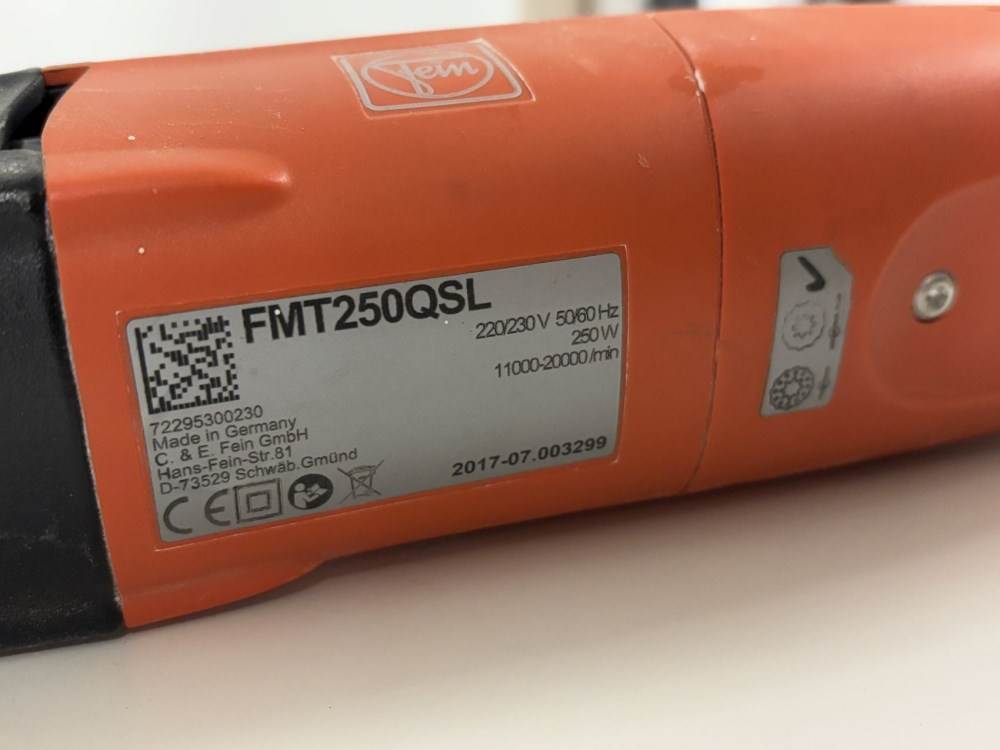 Fein
FMT250QSL
220/230 V 50/60 Hz
250 W
11000-20000 /min
72295300230
Made in Germany
C. & E. Fein GmbH
Hans-Fein-Str.81
D-73529 Schwäb.Gmünd
2017-07.003299
CE